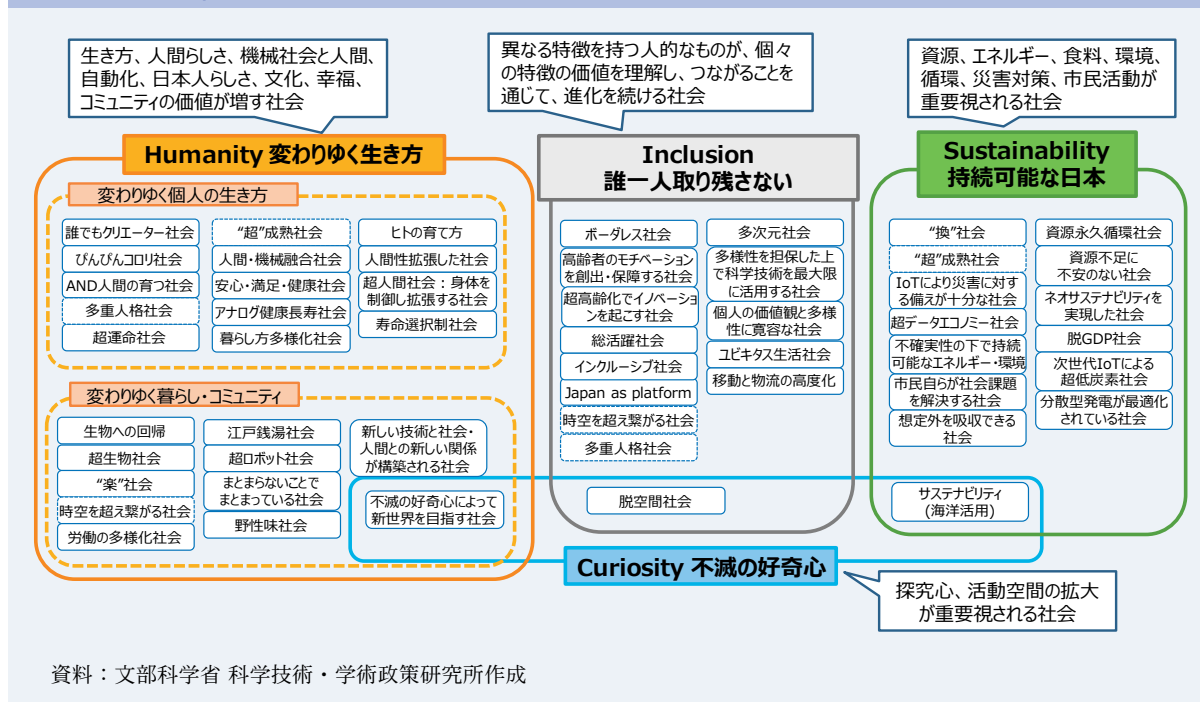 生き方、人間らしさ、機械社会と人間、
自動化、日本人らしさ、文化、幸福、
コミュニティの価値が増す社会
異なる特徴を持つ人的なものが、個々
の特徴の価値を理解し、つながることを
通じて、進化を続ける社会
資源、エネルギー、食料、環境、
循環、災害対策、市民活動が
重要視される社会
Humanity 変わりゆく生き方
変わりゆく個人の生き方
誰でもクリエーター社会
ぴんぴんコロリ社会
AND人間の育つ社会
多重人格社会
超運命社会
“超”成熟社会
人間・機械融合社会
安心・満足・健康社会
アナログ健康長寿社会
暮らし方多様化社会
ヒトの育て方
人間性拡張した社会
超人間社会：身体を
制御し拡張する社会
寿命選択制社会
変わりゆく暮らし・コミュニティ
生物への回帰
超生物社会
“楽”社会
時空を超え繋がる社会
労働の多様化社会
江戸銭湯社会
超ロボット社会
まとまらないことで
まとまっている社会
野性味社会
新しい技術と社会・
人間との新しい関係
が構築される社会
不滅の好奇心によって
新世界を目指す社会
Inclusion
誰一人取り残さない
ボーダレス社会
高齢者のモチベーション
を創出・保障する社会
超高齢化でイノベーショ
ンを起こす社会
総活躍社会
インクルーシブ社会
Japan as platform
時空を超え繋がる社会
多重人格社会
多次元社会
多様性を担保した上
で科学技術を最大限
に活用する社会
個人の価値観と多様
性に寛容な社会
ユビキタス生活社会
移動と物流の高度化
脱空間社会
Sustainability
持続可能な日本
“換”社会
“超”成熟社会
IoTにより災害に対す
る備えが十分な社会
超データエコノミー社会
不確実性の下で持続
可能なエネルギー・環境
市民自らが社会課題
を解決する社会
想定外を吸収できる
社会
資源永久循環社会
資源不足に
不安のない社会
ネオサステナビリティを
実現した社会
脱GDP社会
次世代IoTによる
超低炭素社会
分散型発電が最適化
されている社会
サステナビリティ
(海洋活用)
Curiosity 不滅の好奇心
探究心、活動空間の拡大
が重要視される社会
資料：文部科学省 科学技術・学術政策研究所作成